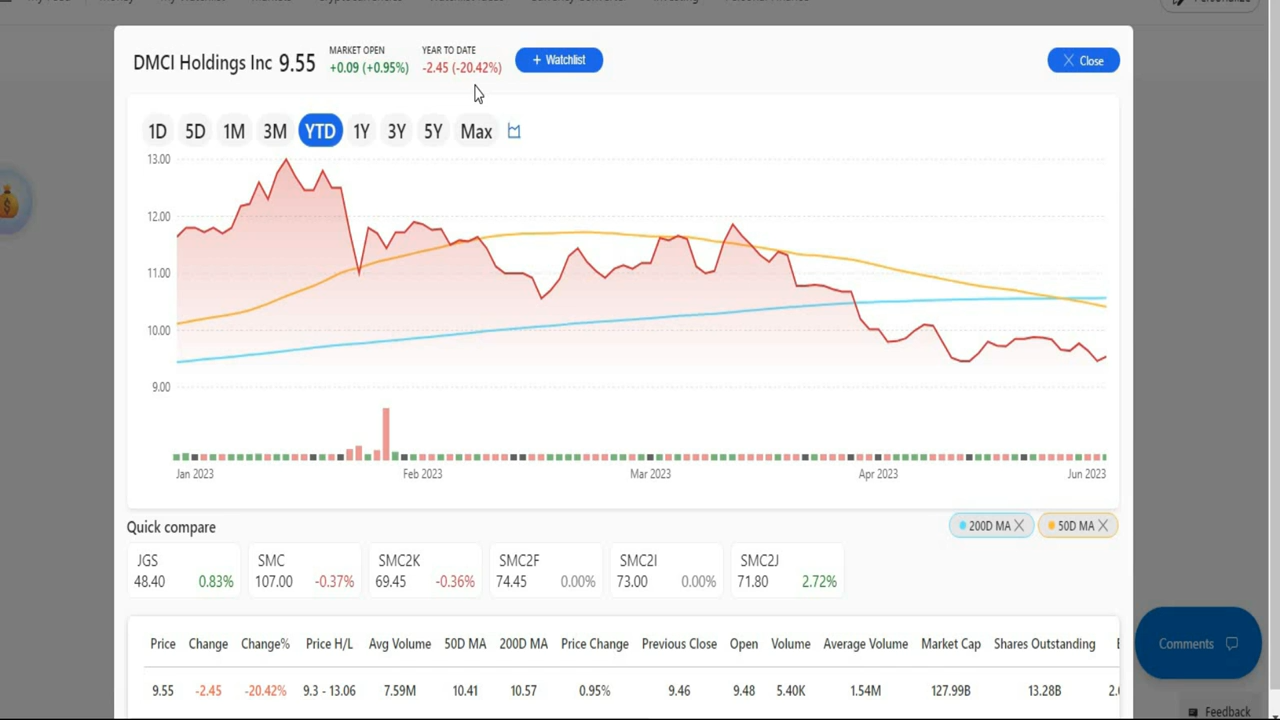 DMCI Holdings Inc 9.55
MARKET OPEN
+0.09 (+0.95%)
YEAR TO DATE
-2.45 (-20.42%)
+ Watchlist
Close
1D 5D 1M 3M YTD 1Y 3Y 5Y Max
13.00
12.00
11.00
10.00
9.00
Jan 2023 Feb 2023 Mar 2023 Apr 2023 Jun 2023
Quick compare
200D MA 50D MA
JGS
48.40 0.83%
SMC
107.00 -0.37%
SMC2K
69.45 -0.36%
SMC2F
74.45 0.00%
SMC2I
73.00 0.00%
SMC2J
71.80 2.72%
Price Change Change% Price H/L Avg Volume 50D MA 200D MA Price Change Previous Close Open Volume Average Volume Market Cap Shares Outstanding
9.55 -2.45 -20.42% 9.3 - 13.06 7.59M 10.41 10.57 0.95% 9.46 9.48 5.40K 1.54M 127.99B 13.28B
Comments
Feedback